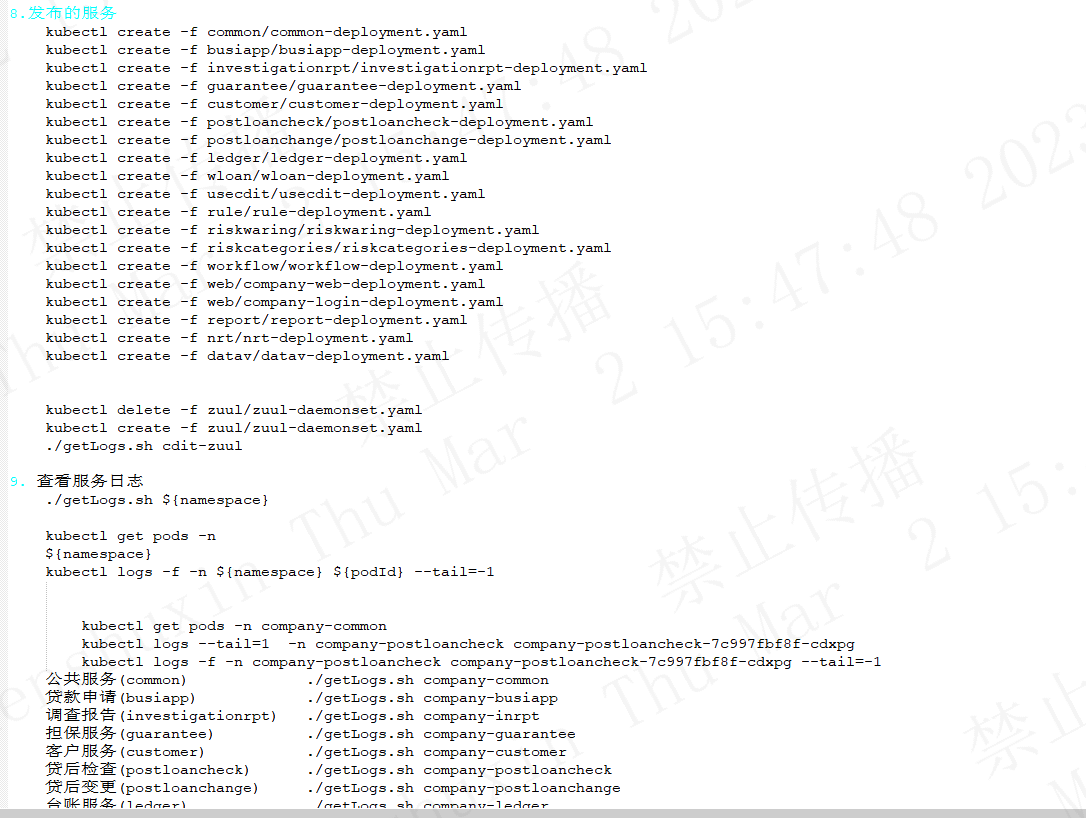 8.发布的服务
kubectl create -f common/common-deployment.yaml
kubectl create -f busiapp/busiapp-deployment.yaml
kubectl create -f investigationrpt/investigationrpt-deployment.yaml
kubectl create -f guarantee/guarantee-deployment.yaml
kubectl create -f customer/customer-deployment.yaml
kubectl create -f postloancheck/postloancheck-deployment.yaml
kubectl create -f postloanchange/postloanchange-deployment.yaml
kubectl create -f ledger/ledger-deployment.yaml
kubectl create -f wloan/wloan-deployment.yaml
kubectl create -f usecdit/usecdit-deployment.yaml
kubectl create -f rule/rule-deployment.yaml
kubectl create -f riskwaring/riskwaring-deployment.yaml
kubectl create -f riskcategories/riskcategories-deployment.yaml
kubectl create -f workflow/workflow-deployment.yaml
kubectl create -f web/company-web-deployment.yaml
kubectl create -f web/company-login-deployment.yaml
kubectl create -f report/report-deployment.yaml
kubectl create -f nrt/nrt-deployment.yaml
kubectl create -f datav/datav-deployment.yaml
kubectl delete -f zuul/zuul-daemonset.yaml
kubectl create -f zuul/zuul-daemonset.yaml
./getLogs.sh cdit-zuul
9. 查看服务日志
./getLogs.sh ${namespace}
kubectl get pods -n
${namespace}
kubectl logs -f -n ${namespace} ${podId} --tail=-1
kubectl get pods -n company-common
kubectl logs --tail=1  -n company-postloancheck company-postloancheck-7c997fbf8f-cdxpg
kubectl logs -f -n company-postloancheck company-postloancheck-7c997fbf8f-cdxpg --tail=-1
公共服务(common) ./getLogs.sh company-common
贷款申请(busiapp) ./getLogs.sh company-busiapp
调查报告(investigationrpt) ./getLogs.sh company-inrpt
担保服务(guarantee) ./getLogs.sh company-guarantee
客户服务(customer) ./getLogs.sh company-customer
贷后检查(postloancheck) ./getLogs.sh company-postloancheck
贷后变更(postloanchange) ./getLogs.sh company-postloanchange
台账服务(ledger) ./getLogs.sh company-ledger
禁止传播
Thu Mar 2 15:47:48 2023